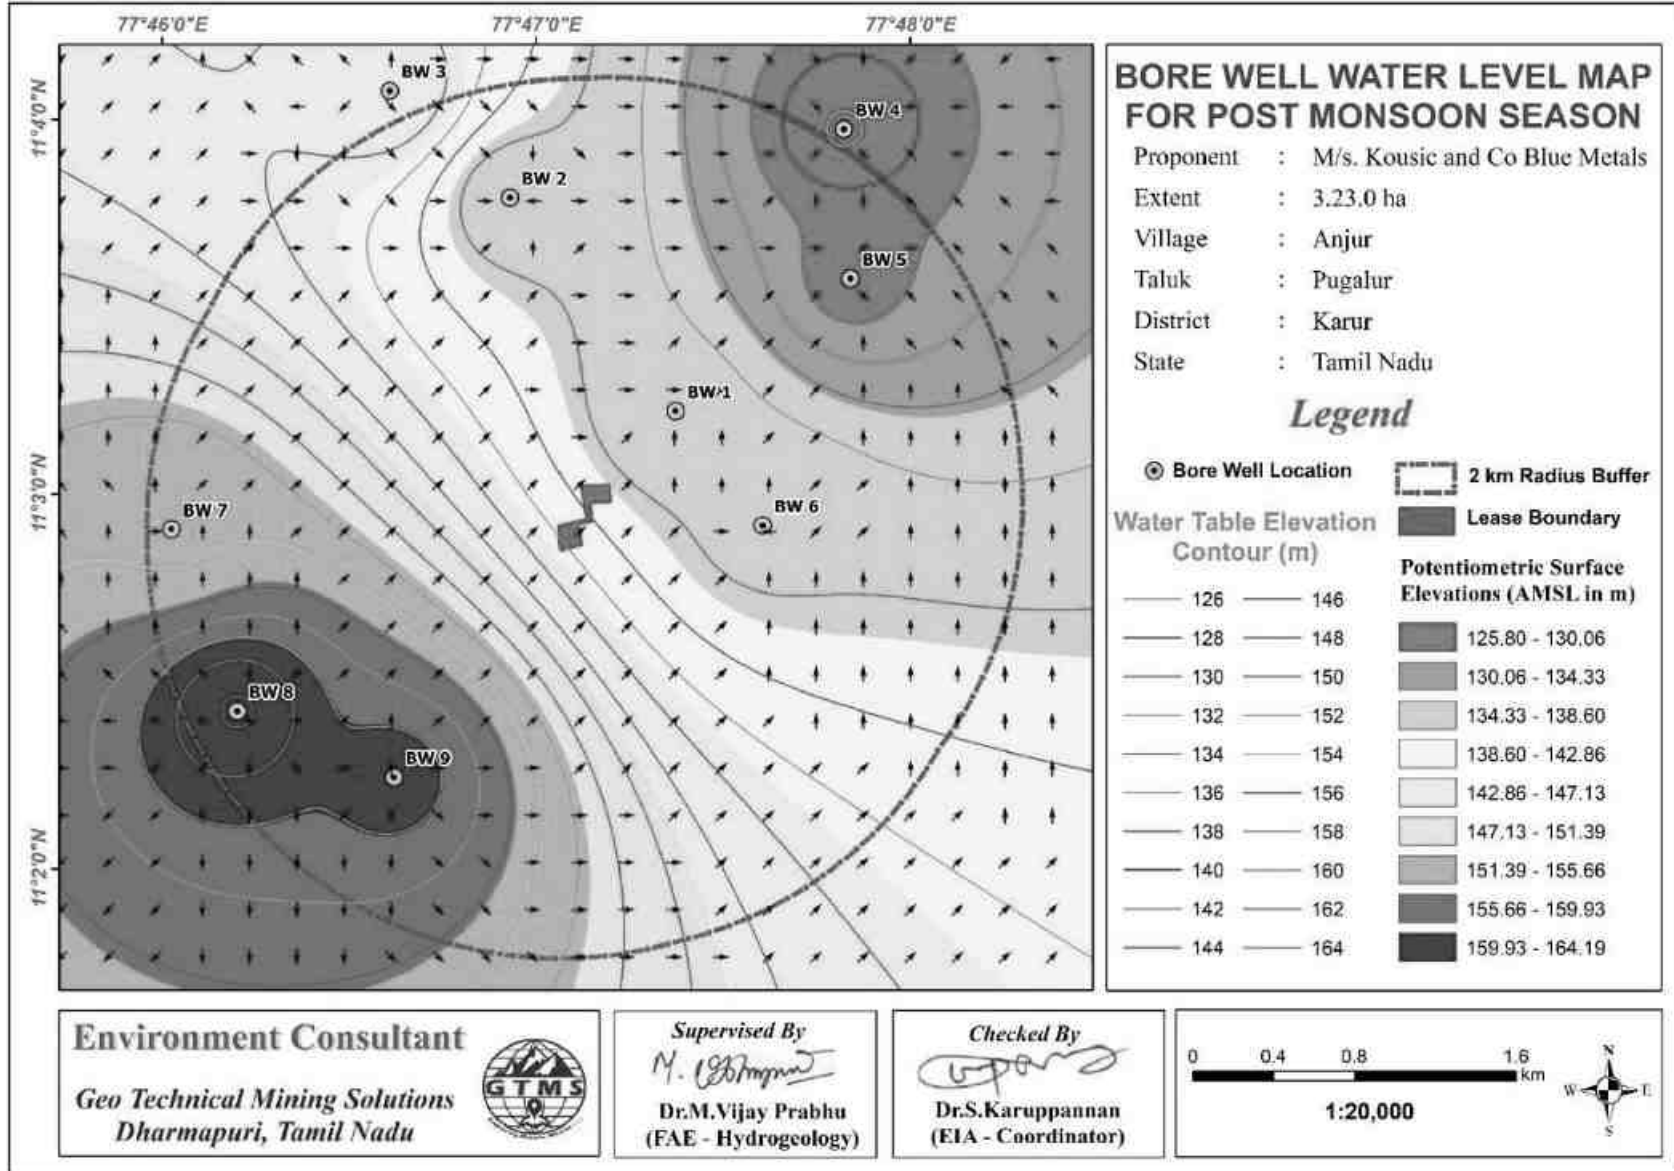 77°46'0"E 77°47'0"E 77°48'0"E
11°4'0"N
11°3'0"N
11°2'0"N
BW 3
BW 4
BW 2
BW 5
BW 1
BW 7
BW 6
BW 8
BW 9
BORE WELL WATER LEVEL MAP
FOR POST MONSOON SEASON
Proponent : M/s. Kousic and Co Blue Metals
Extent : 3.23.0 ha
Village : Anjur
Taluk : Pugalur
District : Karur
State : Tamil Nadu
Legend
Bore Well Location
2 km Radius Buffer
Lease Boundary
Water Table Elevation
Contour (m)
126 146
128 148
130 150
132 152
134 154
136 156
138 158
140 160
142 162
144 164
Potentiometric Surface
Elevations (AMSL in m)
125.80 - 130.06
130.06 - 134.33
134.33 - 138.60
138.60 - 142.86
142.86 - 147.13
147.13 - 151.39
151.39 - 155.66
155.66 - 159.93
159.93 - 164.19
Environment Consultant
Geo Technical Mining Solutions
Dharmapuri, Tamil Nadu
GTMS
Supervised By
Dr.M.Vijay Prabhu
(FAE - Hydrogeology)
Checked By
Dr.S.Karuppannan
(EIA - Coordinator)
0 0.4 0.8 1.6
km
1:20,000
N
W E
S